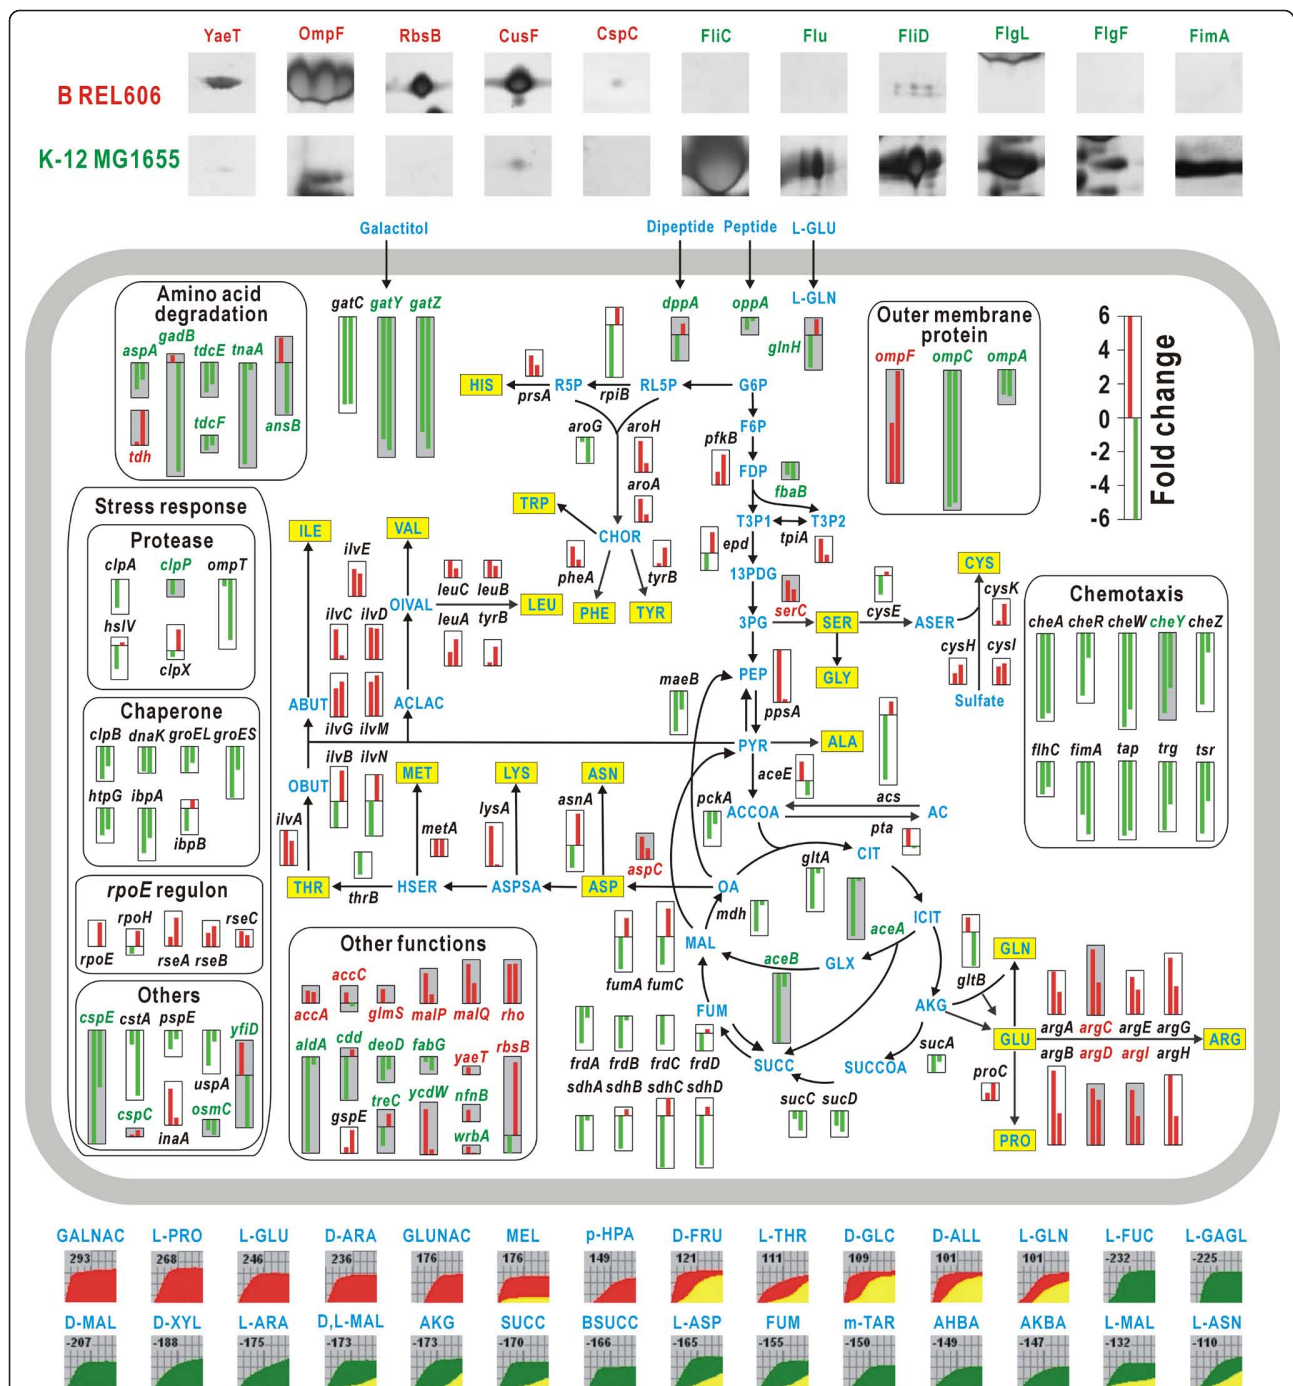 YaeT OmpF RbsB CusF CspC FliC Flu FliD FlgL FlgF FimA
B REL606
K-12 MG1655
Galactitol Dipeptide Peptide L-GLU
Amino acid
degradation
gadB
aspA tdcE tnaA
tdcF ansB
tdh
gatC gatY gatZ
dppA oppA L-GLN
glnH
Outer membrane
protein
ompF ompC ompA
6
4
2
0
-2
-4
-6
Fold change
HIS R5P RL5P G6P
prsA rpiB
aroG aroH
aroA
F6P
pfkB
FDP
fbaB
TRP
CHOR
pheA tyrB
PHE TYR
T3P1 T3P2
epd tpiA
13PDG
serC
3PG SER cysE ASER
CYS
cysK
cysH cysI
Sulfate
GLY
Stress response
Protease
clpA clpP ompT
hslV
clpX
Chaperone
clpB dnaK groEL groES
htpG ibpA
ibpB
rpoE regulon
rpoE rpoH rseA rseB rseC
Others
cspE cstA pspE yfiD
uspA
cspC inaA osmC
ILE VAL
ilvE
leuC leuB
OIVAL LEU
ilvC ilvD leuA tyrB
ABUT ACLAC
ilvG ilvM
ilvB ilvN
OBUT
ilvA
MET LYS ASN
metA lysA asnA
aspC
THR thrB HSER ASPSA ASP OA
PEP
maeB ppsA
PYR ALA
aceE
acs
pckA ACCOA AC
pta
CIT
gltA
mdh
ICIT
aceA
MAL GLX
aceB
fumA fumC
FUM
SUCC SUCCOA
AKG
sucA
sucC sucD
frdA frdB frdC frdD
sdhA sdhB sdhC sdhD
gltB
GLN
GLU
proC
PRO
argA argC argE argG
ARG
argB argD argI argH
Chemotaxis
cheA cheR cheW cheY cheZ
flhC fimA tap trg tsr
Other functions
accC
accA glmS malP malQ rho
aldA cdd deoD fabG yaeT rbsB
treC ycdW nfnB
gspE wrbA
GALNAC L-PRO L-GLU D-ARA GLUNAC MEL p-HPA D-FRU L-THR D-GLC D-ALL L-GLN L-FUC L-GAGL
293 268 246 236 176 176 149 121 111 109 101 101 -232 -225
D-MAL D-XYL L-ARA D,L-MAL AKG SUCC BSUCC L-ASP FUM m-TAR AHBA AKBA L-MAL L-ASN
-207 -188 -175 -173 -173 -170 -166 -165 -155 -150 -149 -147 -132 -110